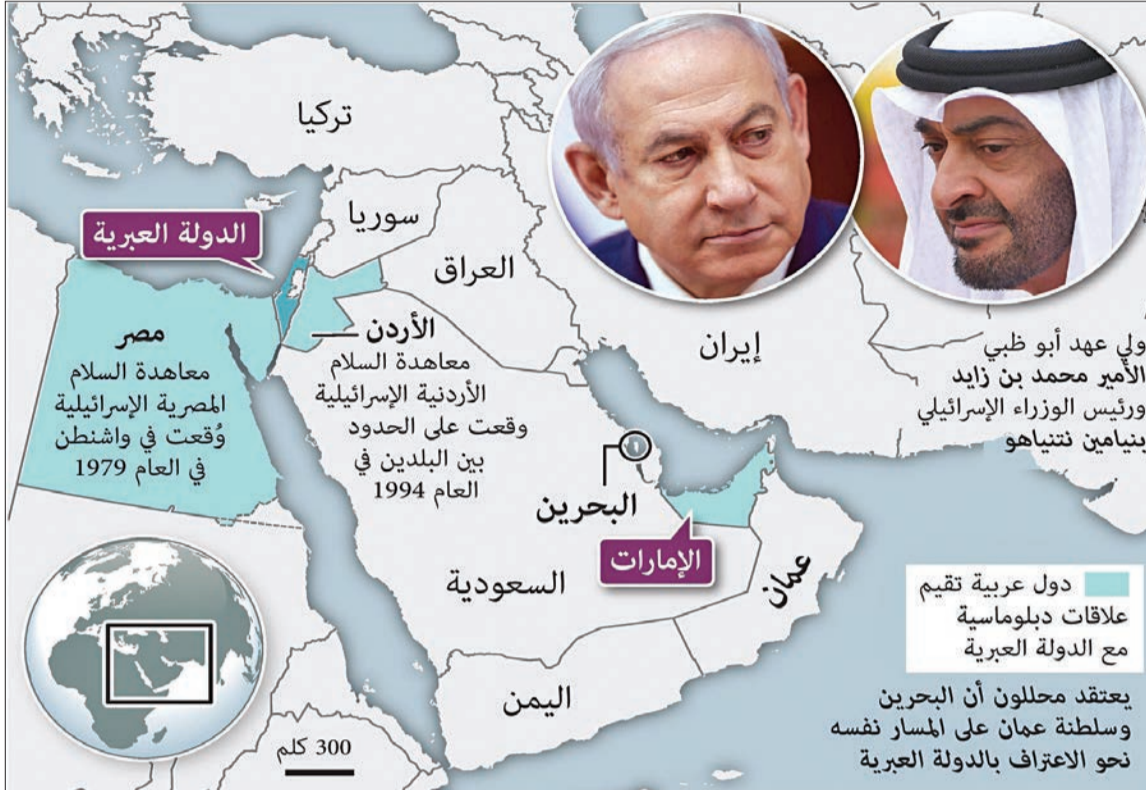 تركيا
سوريا
الدولة العبرية
العراق
إيران
الأردن
معاهدة السلام
الأردنية الإسرائيلية
وقعت على الحدود
بين البلدين في
العام 1994
مصر
معاهدة السلام
المصرية الإسرائيلية
وُقعت في واشنطن
في العام 1979
ولي عهد أبو ظبي
الأمير محمد بن زايد
ورئيس الوزراء الإسرائيلي
بنيامين نتنياهو
١
البحرين
الإمارات
السعودية
عمان
اليمن
300 كلم
دول عربية تقيم
علاقات دبلوماسية
مع الدولة العبرية
يعتقد محللون أن البحرين
وسلطنة عمان على المسار نفسه
نحو الاعتراف بالدولة العبرية